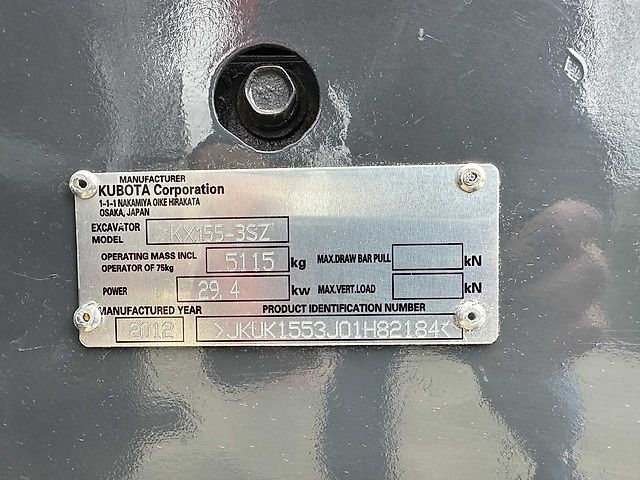 MANUFACTURER
KUBOTA Corporation
1-1-1 NAKAMIYA OIKE HIRAKATA
OSAKA, JAPAN
EXCAVATOR MODEL *KX155-3SZ*
OPERATING MASS INCL OPERATOR OF 75kg 5115 kg MAX.DRAW BAR PULL kN
POWER 29.4 kw MAX.VERT.LOAD kN
MANUFACTURED YEAR PRODUCT IDENTIFICATION NUMBER
2012 >JKUK1553J01H82184<